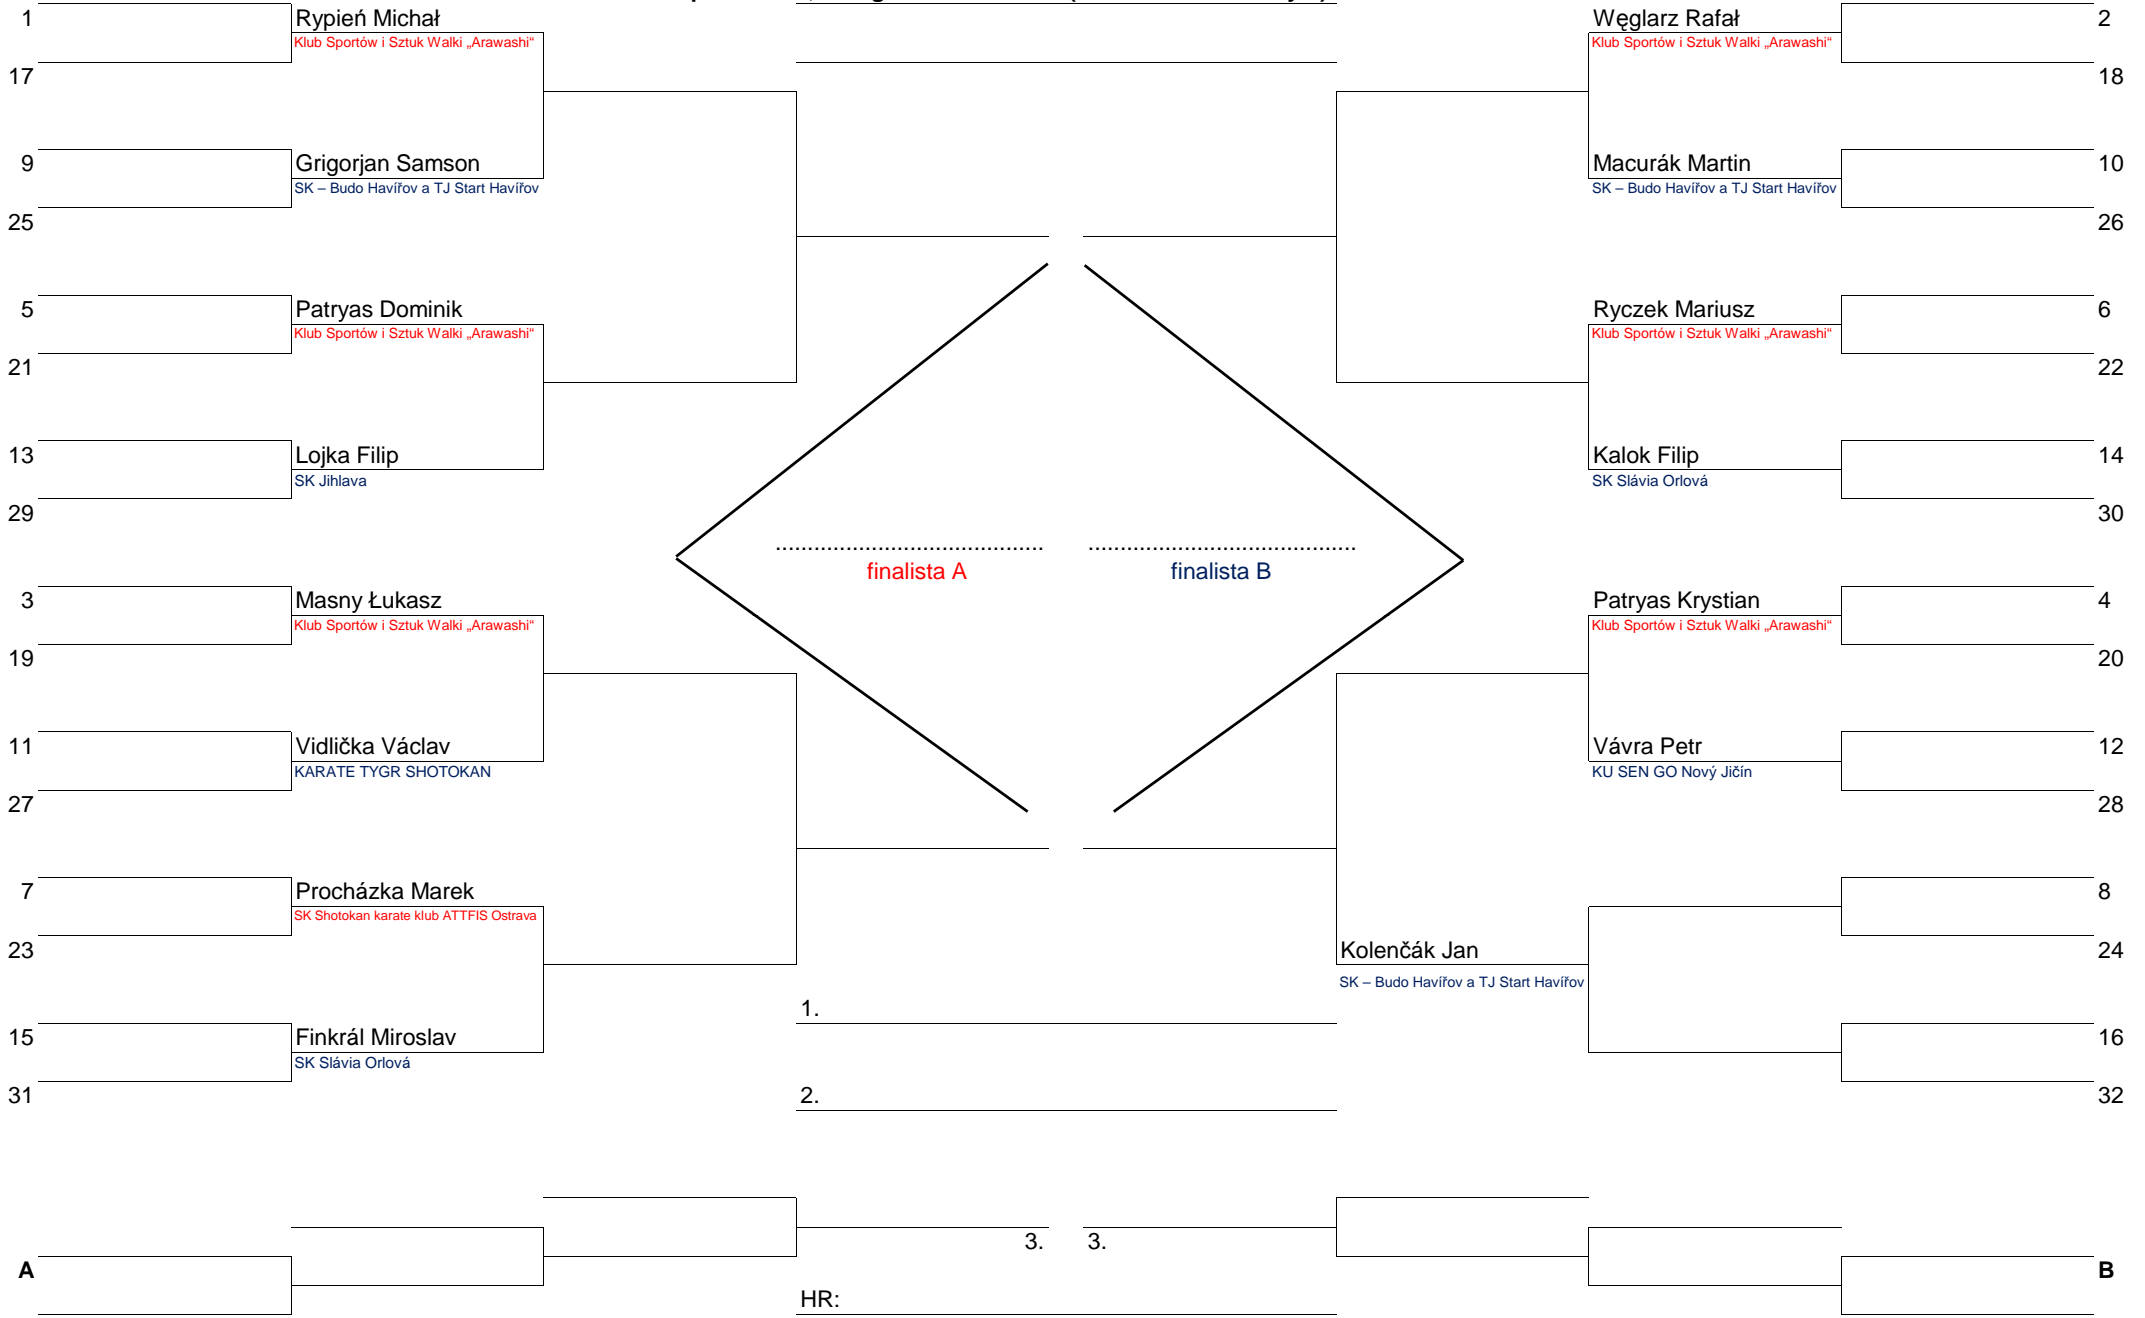 1
Rypień Michał
Klub Sportów i Sztuk Walki „Arawashi“
17
9
Grigorjan Samson
SK – Budo Havířov a TJ Start Havířov
25
5
Patryas Dominik
Klub Sportów i Sztuk Walki „Arawashi“
21
13
Lojka Filip
SK Jihlava
29
3
Masny Łukasz
Klub Sportów i Sztuk Walki „Arawashi“
19
11
Vidlička Václav
KARATE TYGR SHOTOKAN
27
7
Procházka Marek
SK Shotokan karate klub ATTFIS Ostrava
23
15
Finkrál Miroslav
SK Slávia Orlová
31
A
..........................................
finalista A
..........................................
finalista B
1.
2.
3.
3.
HR:
Węglarz Rafał
2
Klub Sportów i Sztuk Walki „Arawashi“
18
Macurák Martin
10
SK – Budo Havířov a TJ Start Havířov
26
Ryczek Mariusz
6
Klub Sportów i Sztuk Walki „Arawashi“
22
Kalok Filip
14
SK Slávia Orlová
30
Patryas Krystian
4
Klub Sportów i Sztuk Walki „Arawashi“
20
Vávra Petr
12
KU SEN GO Nový Jičín
28
8
Kolenčák Jan
24
SK – Budo Havířov a TJ Start Havířov
16
32
B